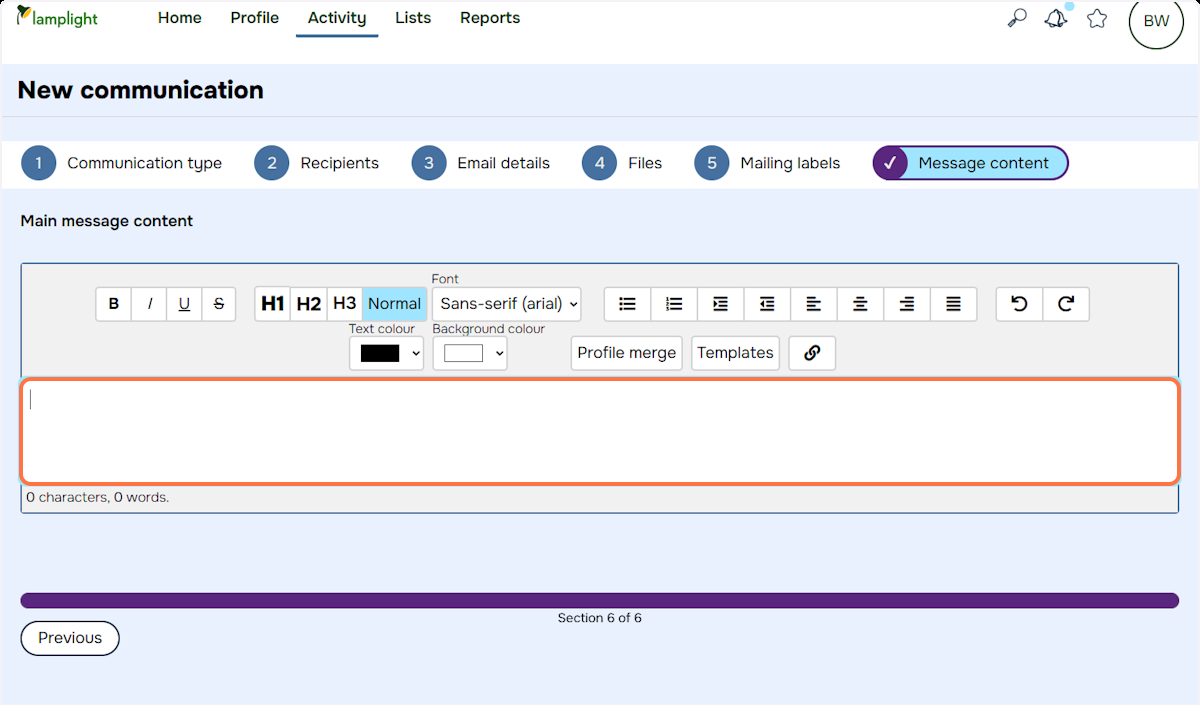 lamplight Home Profile Activity Lists Reports BW
New communication
1 Communication type 2 Recipients 3 Email details 4 Files 5 Mailing labels ✓ Message content
Main message content
Font
B I U S H1 H2 H3 Normal Sans-serif (arial)
Text colour Background colour
Profile merge Templates
0 characters, 0 words.
Section 6 of 6
Previous